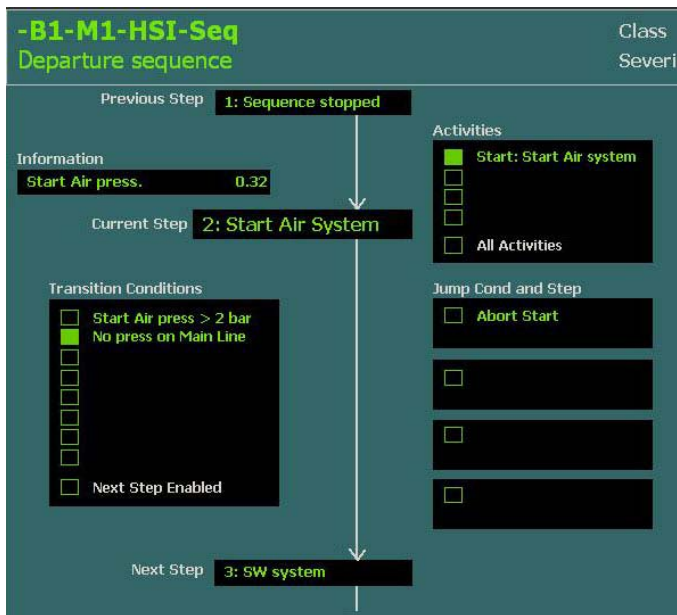 -B1-M1-HSI-Seq
Class
Departure sequence
Severi
Previous Step
1: Sequence stopped
Activities
Start: Start Air system
All Activities
Information
Start Air press. 0.32
Current Step
2: Start Air System
Transition Conditions
Start Air press > 2 bar
No press on Main Line
Next Step Enabled
Jump Cond and Step
Abort Start
Next Step
3: SW system